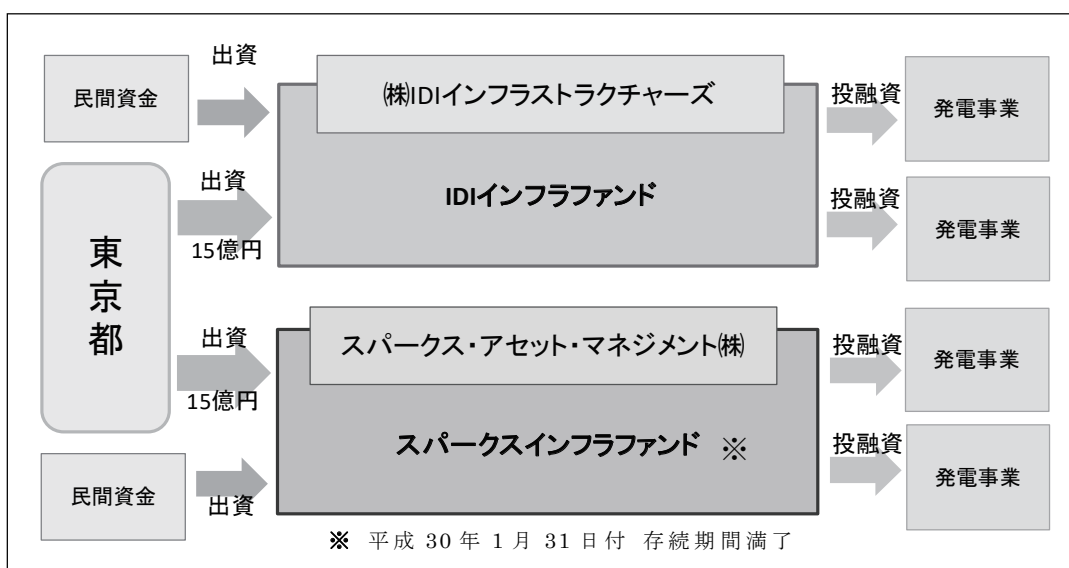 民間資金
出資
㈱IDIインフラストラクチャーズ
投融資
発電事業
東京都
出資
15億円
IDIインフラファンド
投融資
発電事業
出資
15億円
スパークス・アセット・マネジメント㈱
投融資
発電事業
民間資金
出資
スパークスインフラファンド ※
投融資
発電事業
※ 平成 30 年 1 月 31 日付 存続期間満了